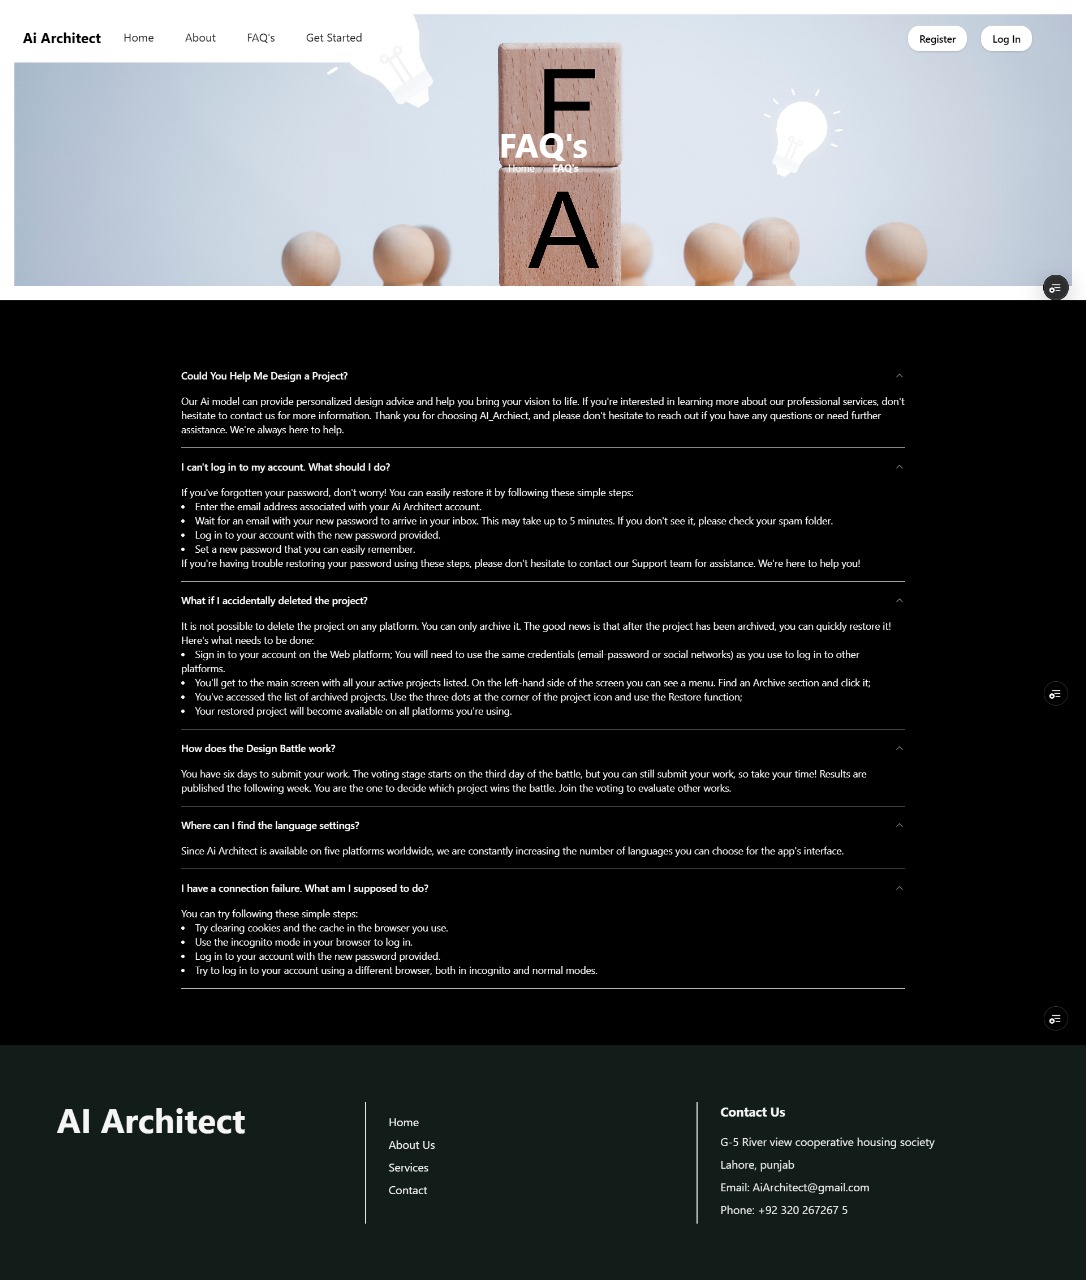 Ai Architect Home About FAQ's Get Started Register Log In
F
FAQ's
Home FAQ's
A
Could You Help Me Design a Project?
Our Ai model can provide personalized design advice and help you bring your vision to life. If you're interested in learning more about our professional services, don't
hesitate to contact us for more information. Thank you for choosing AI_Archiect, and please don't hesitate to reach out if you have any questions or need further
assistance. We're always here to help.
I can't log in to my account. What should I do?
If you've forgotten your password, don't worry! You can easily restore it by following these simple steps:
• Enter the email address associated with your Ai Architect account.
• Wait for an email with your new password to arrive in your inbox. This may take up to 5 minutes. If you don't see it, please check your spam folder.
• Log in to your account with the new password provided.
• Set a new password that you can easily remember.
If you're having trouble restoring your password using these steps, please don't hesitate to contact our Support team for assistance. We're here to help you!
What if I accidentally deleted the project?
It is not possible to delete the project on any platform. You can only archive it. The good news is that after the project has been archived, you can quickly restore it!
Here's what needs to be done:
• Sign in to your account on the Web platform; You will need to use the same credentials (email-password or social networks) as you use to log in to other
platforms.
• You'll get to the main screen with all your active projects listed. On the left-hand side of the screen you can see a menu. Find an Archive section and click it;
• You've accessed the list of archived projects. Use the three dots at the corner of the project icon and use the Restore function;
• Your restored project will become available on all platforms you're using.
How does the Design Battle work?
You have six days to submit your work. The voting stage starts on the third day of the battle, but you can still submit your work, so take your time! Results are
published the following week. You are the one to decide which project wins the battle. Join the voting to evaluate other works.
Where can I find the language settings?
Since Ai Architect is available on five platforms worldwide, we are constantly increasing the number of languages you can choose for the app's interface.
I have a connection failure. What am I supposed to do?
You can try following these simple steps:
• Try clearing cookies and the cache in the browser you use.
• Use the incognito mode in your browser to log in.
• Log in to your account with the new password provided.
• Try to log in to your account using a different browser, both in incognito and normal modes.
AI Architect
Home
About Us
Services
Contact
Contact Us
G-5 River view cooperative housing society
Lahore, punjab
Email: AiArchitect@gmail.com
Phone: +92 320 267267 5